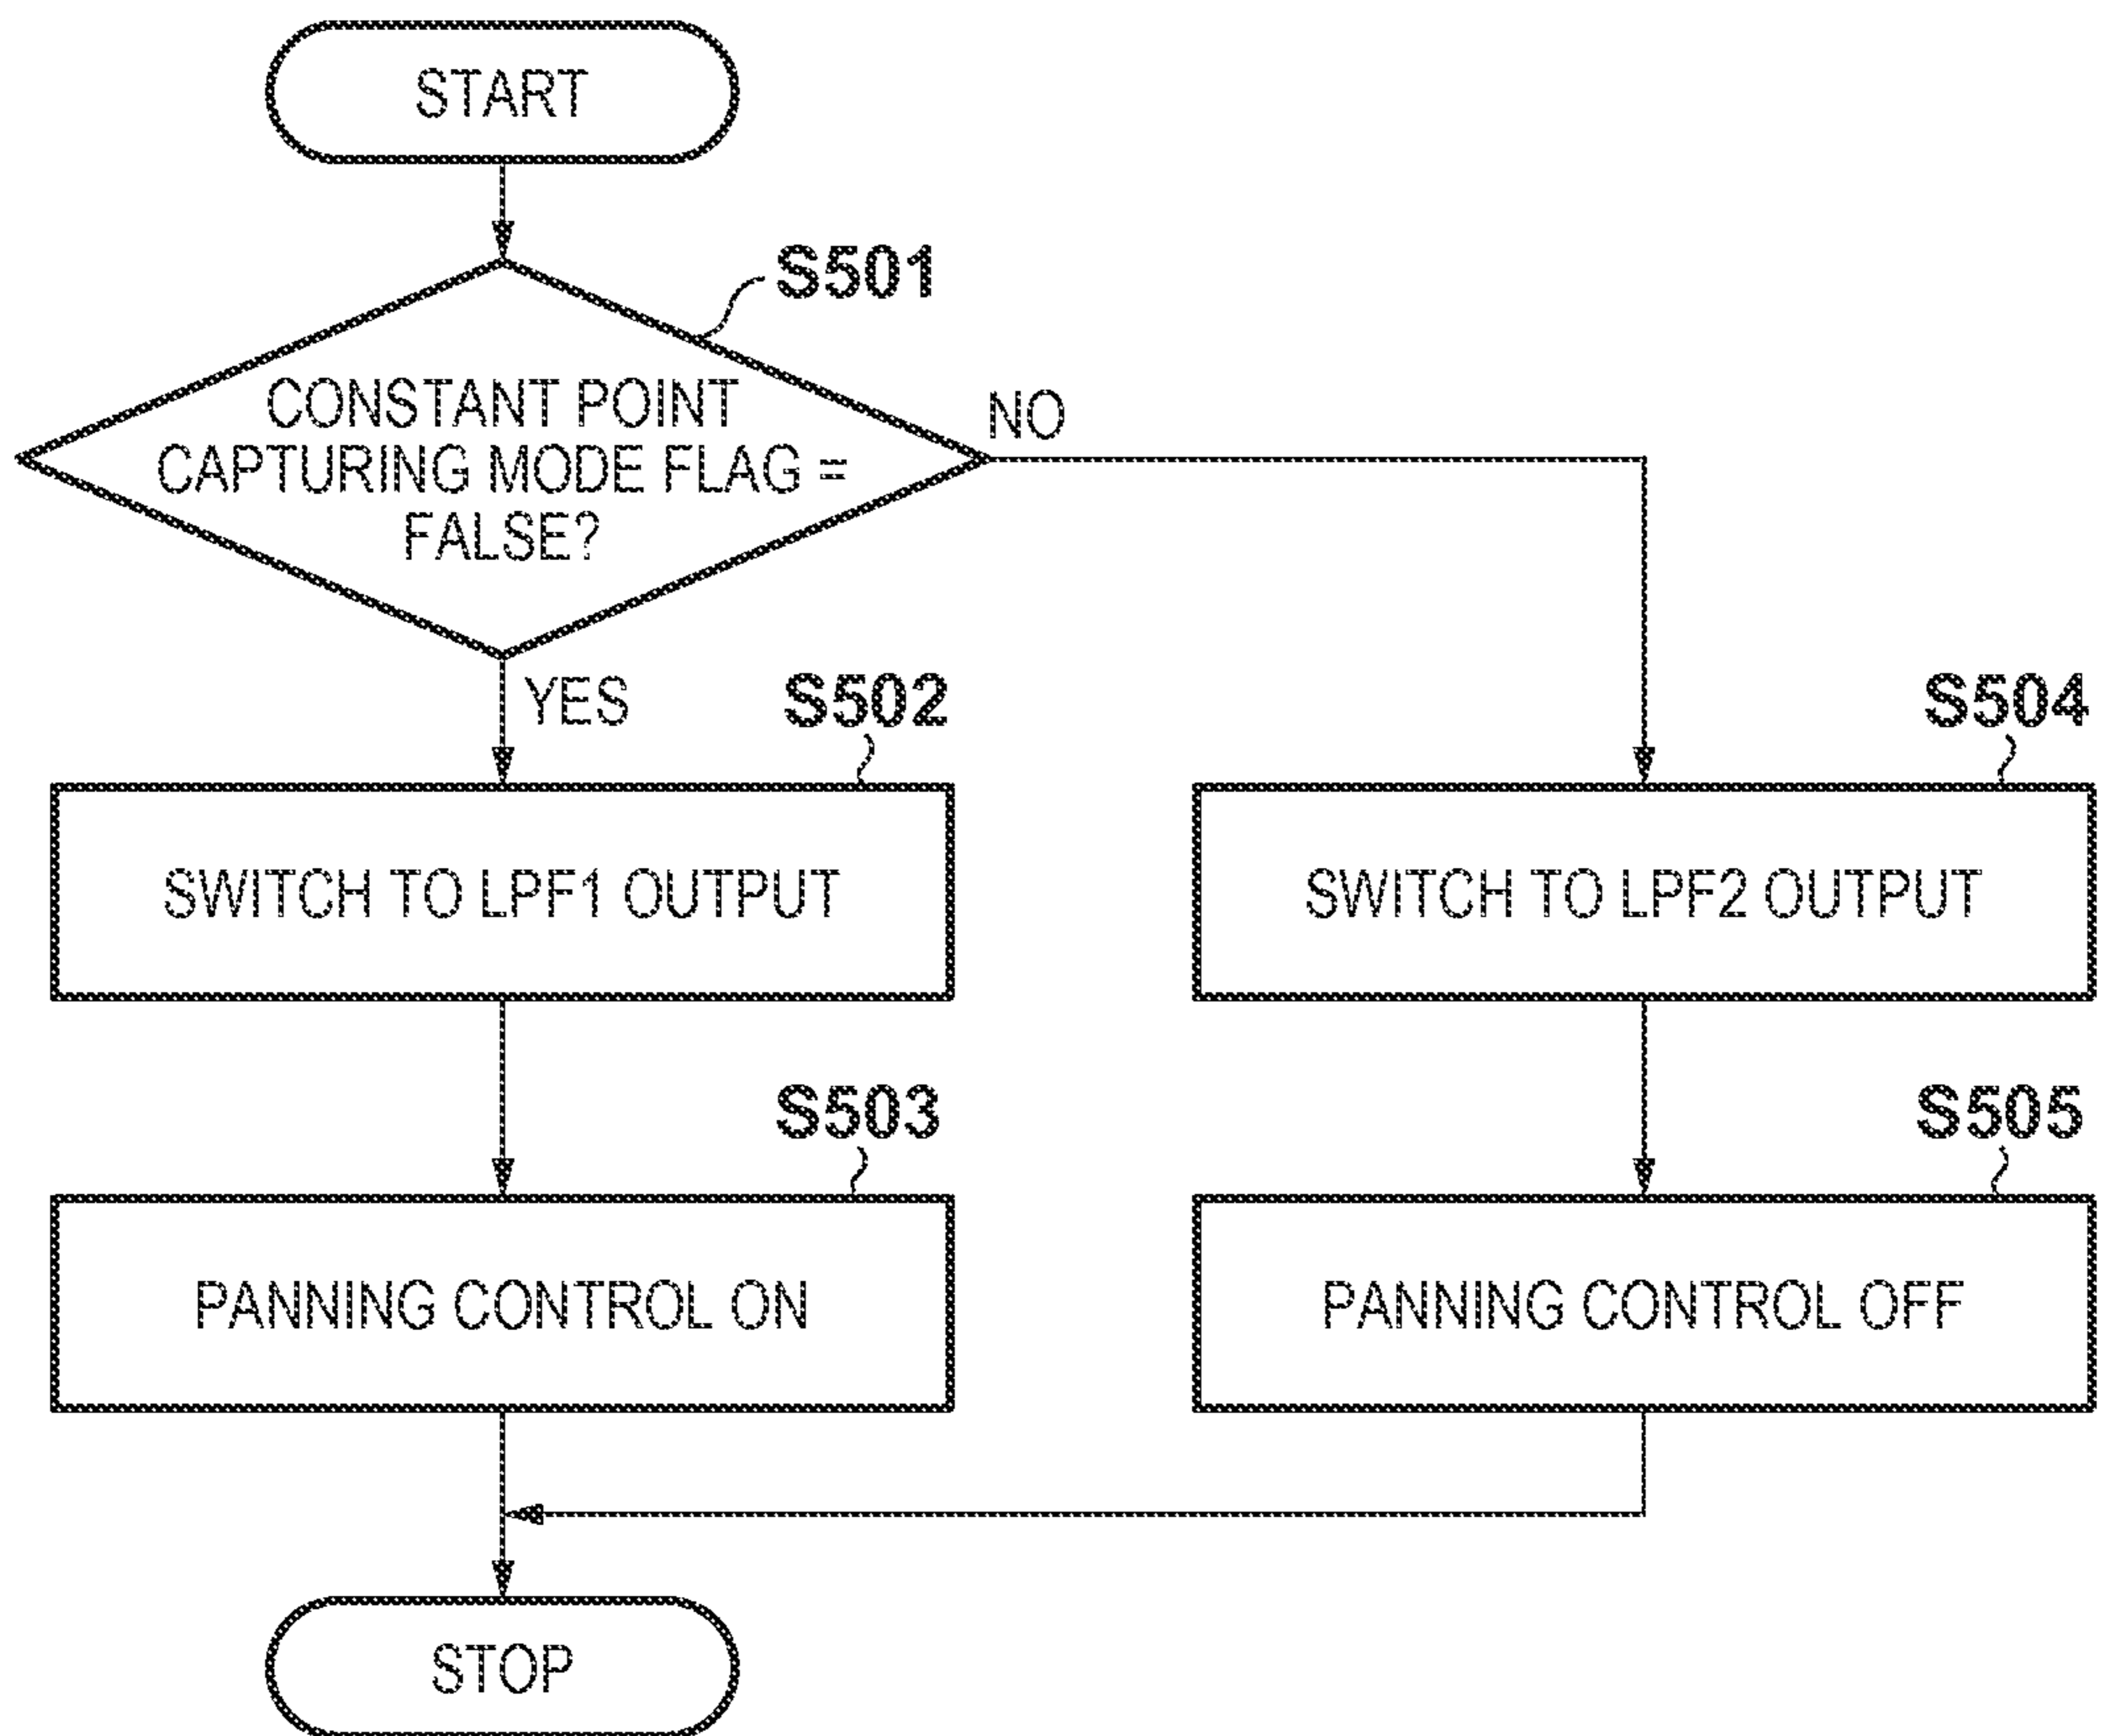 START
S501
CONSTANT POINT
CAPTURING MODE FLAG =
FALSE?
NO
YES
S502
SWITCH TO LPF1 OUTPUT
S504
SWITCH TO LPF2 OUTPUT
S503
PANNING CONTROL ON
S505
PANNING CONTROL OFF
STOP